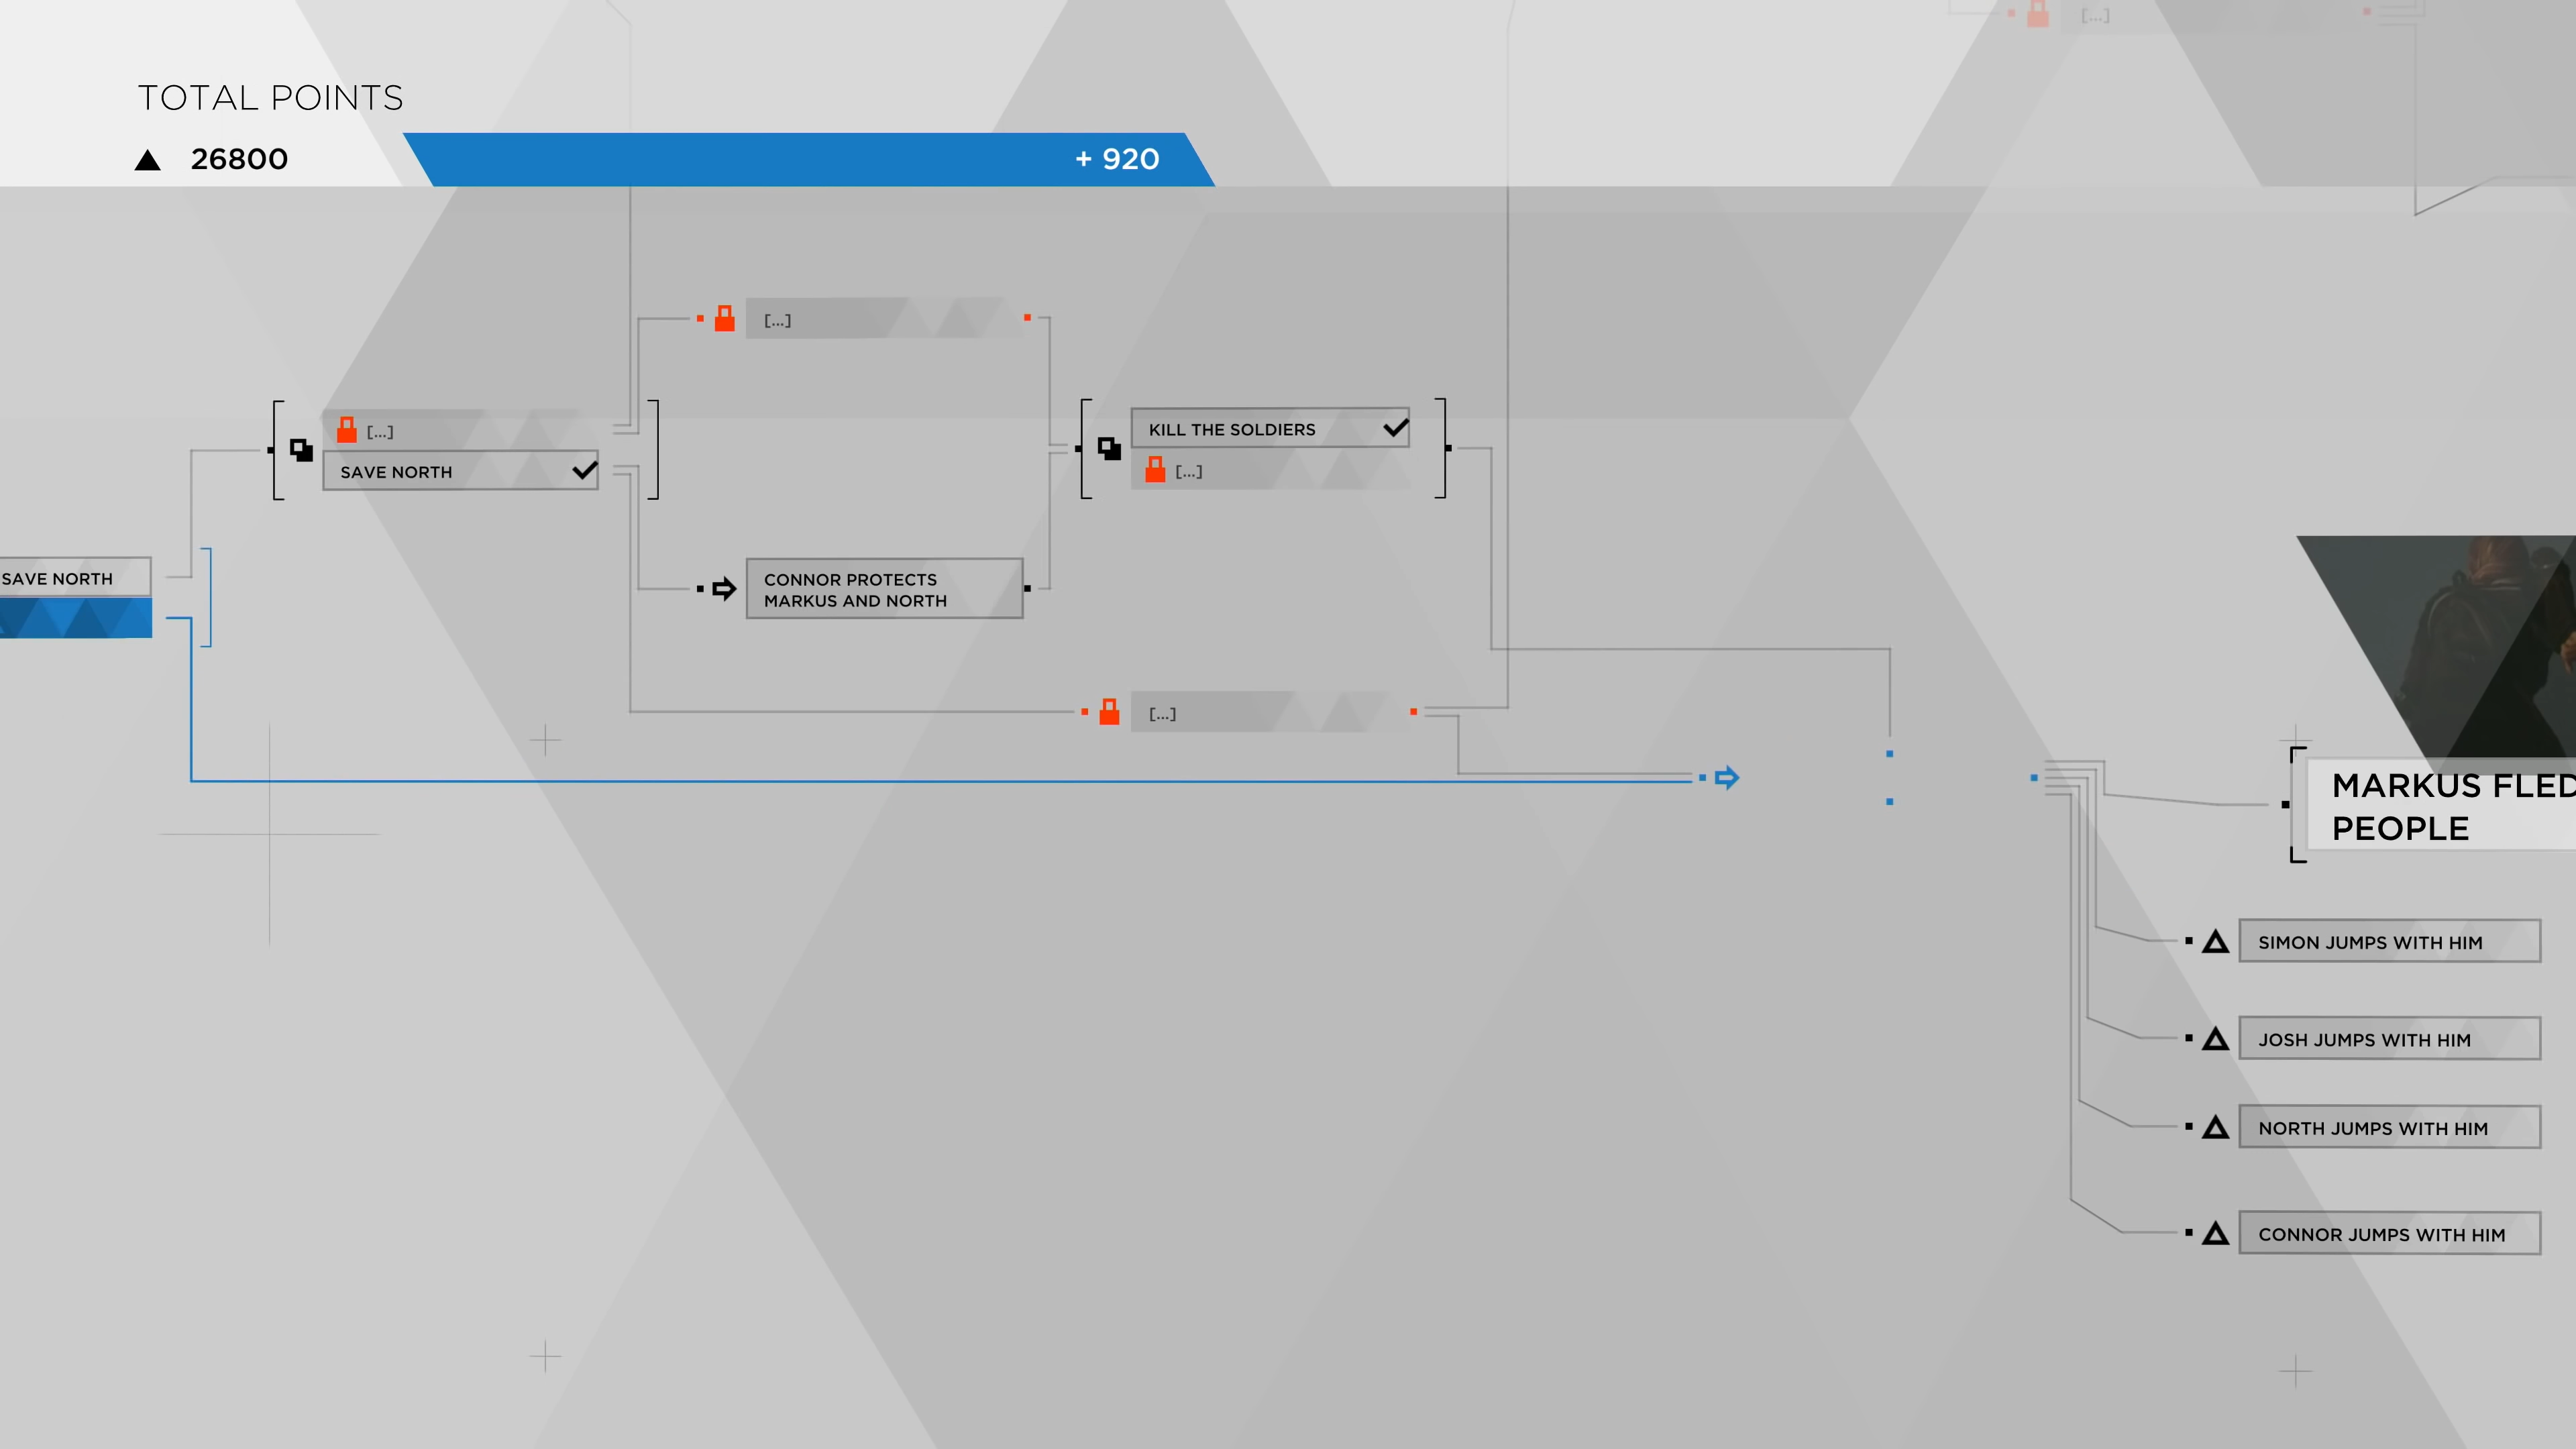 [...]
TOTAL POINTS
26800
+ 920
[...]
[...]
SAVE NORTH
KILL THE SOLDIERS
[...]
SAVE NORTH
CONNOR PROTECTS
MARKUS AND NORTH
[...]
MARKUS FLED
PEOPLE
SIMON JUMPS WITH HIM
JOSH JUMPS WITH HIM
NORTH JUMPS WITH HIM
CONNOR JUMPS WITH HIM